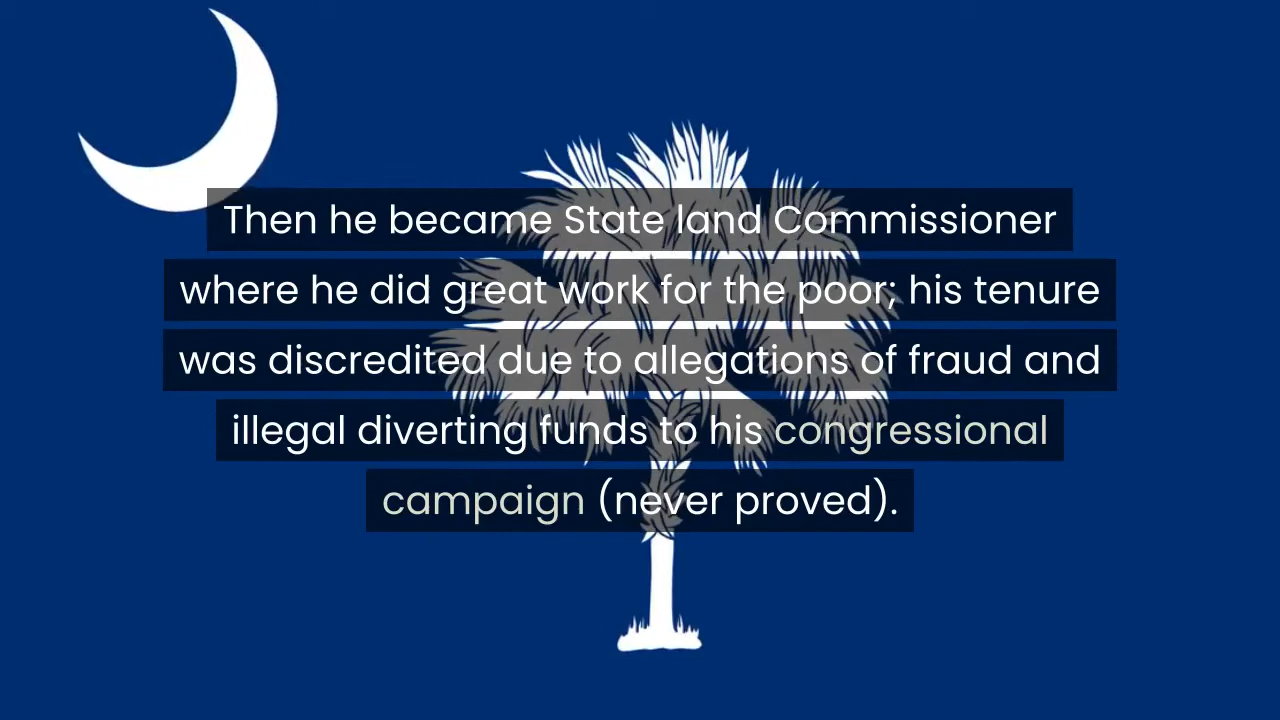 Then he became State land Commissioner
where he did great work for the poor; his tenure
was discredited due to allegations of fraud and
illegal diverting funds to his congressional
campaign (never proved).